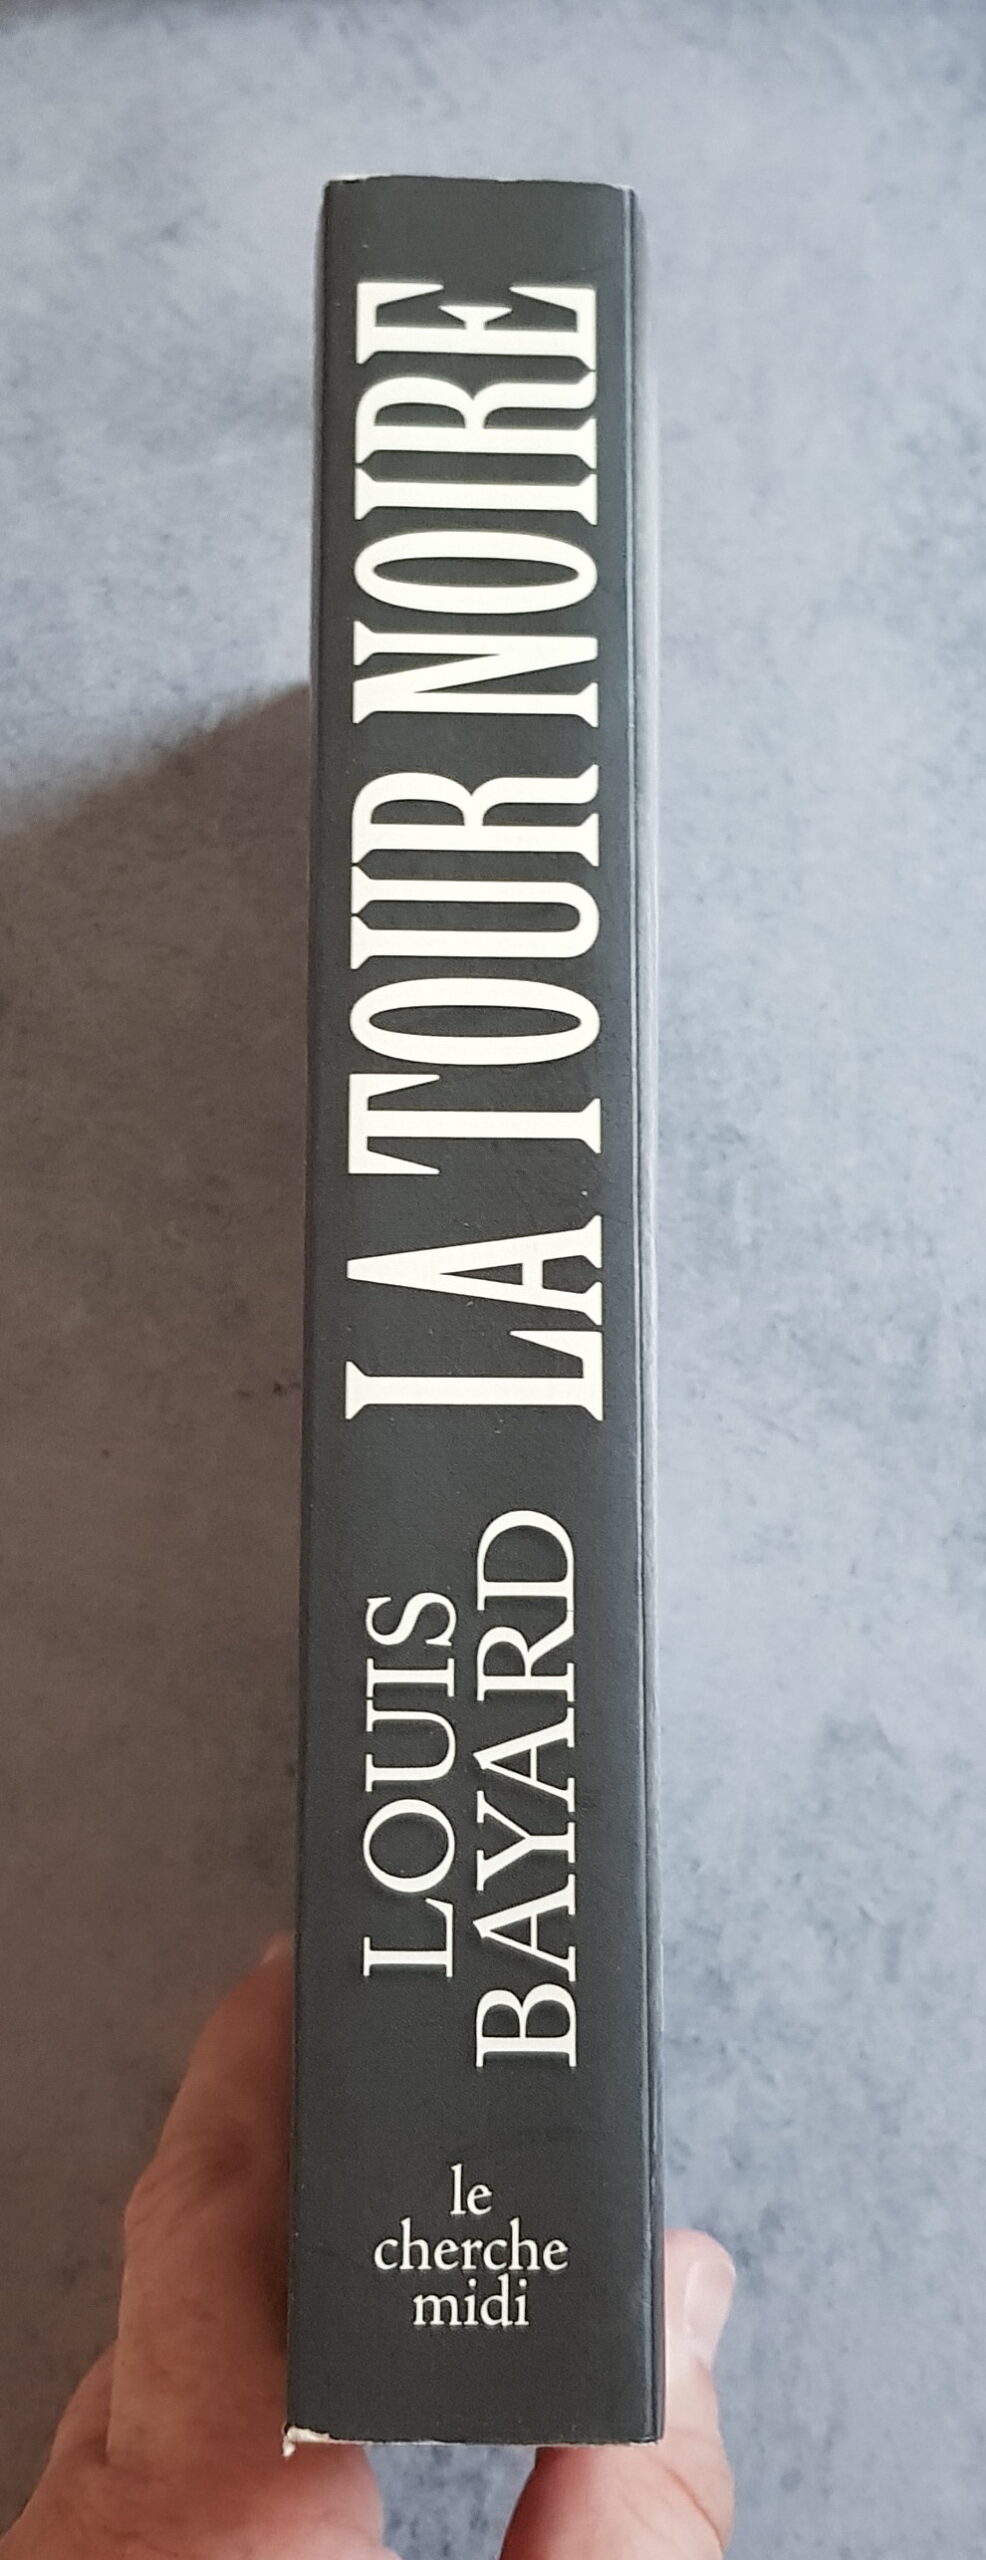 LA TOUR NOIRE
LOUIS
BAYARD
le
cherche
midi